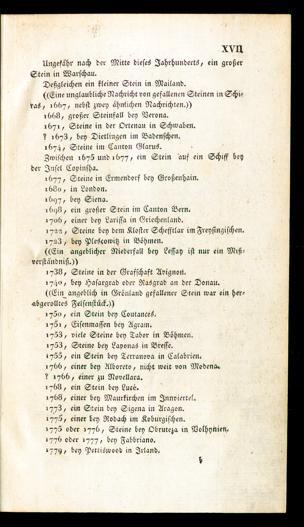 XVII
Ungefähr nach der Mitte dieses Jahrhunderts, ein großer
Stein in Warschau.
Deßgleichen ein kleiner Stein in Mailand.
((Eine unglaubliche Nachricht von gefallenen Steinen in Schi-
ras, 1667, nebst zwey ähnlichen Nachrichten.))
1668, großer Steinfall bey Verona.
1671, Steine in der Ortenau in Schwaben.
? 1673, bey Dietlingen im Badenschen.
1674, Steine im Canton Glarus.
Zwischen 1675 und 1677, ein Stein auf ein Schiff bey
der Insel Copinsha.
1677, Steine in Ermendorf bey Großenhain.
1680, in London.
1697, bey Siena.
1698, ein großer Stein im Canton Bern.
1706, einer bey Larissa in Griechenland.
1722, Steine bey dem Kloster Schefftlar im Freysingischen.
1723, bey Plescowitz in Böhmen.
((Ein angeblicher Niederfall bey Lessay ist nur ein Miß-
verständniß.))
1738, Steine in der Grafschaft Avignon.
1740, bey Hasargrad oder Rasgrad an der Donau.
((Ein angeblich in Grönland gefallener Stein war ein her-
abgerolltes Felsenstück.))
1750, ein Stein bey Coutances.
1751, Eisenmassen bey Agram.
1753, viele Steine bey Tabor in Böhmen.
1753, Steine bey Laponas in Bresse.
1755, ein Stein bey Terranova in Calabrien.
1766, einer bey Alboreto, nicht weit von Modena.
? 1766, einer zu Novellara.
1768, ein Stein bey Lucé.
1768, einer bey Maurkirchen im Innviertel.
1773, ein Stein bey Sigena in Aragon.
1775, einer bey Rodach im Koburgischen.
1775 oder 1776, Steine bey Obruteza in Volhynien.
1776 oder 1777, bey Fabbriano.
1779, bey Pettiswood in Irland.